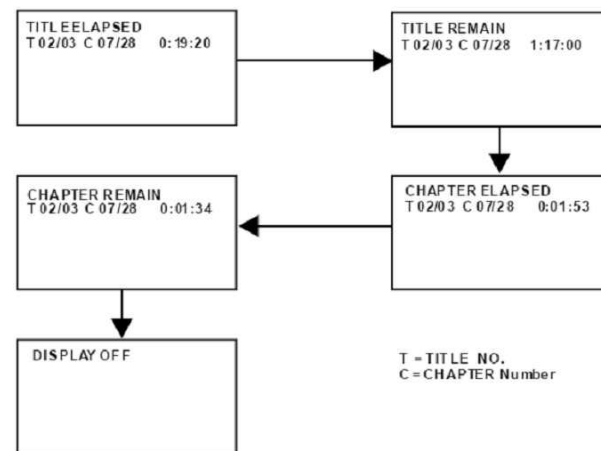 TITLE ELAPSED
T 02/03 C 07/28 0:19:20
TITLE REMAIN
T 02/03 C 07/28 1:17:00
CHAPTER ELAPSED
T 02/03 C 07/28 0:01:53
CHAPTER REMAIN
T 02/03 C 07/28 0:01:34
DISPLAY OFF
T = TITLE NO.
C = CHAPTER Number